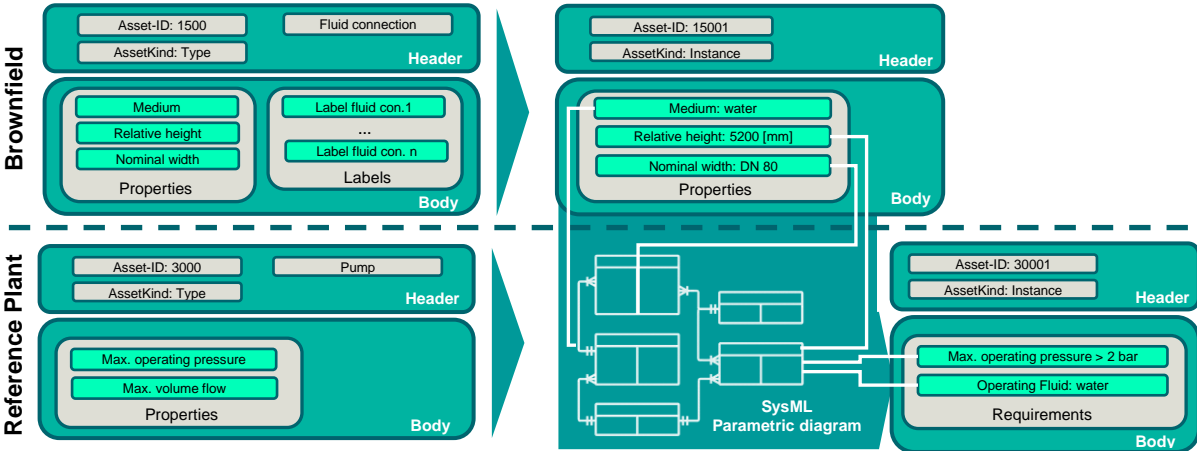 Brownfield
Asset-ID: 1500
Fluid connection
AssetKind: Type
Header
Medium
Relative height
Nominal width
Properties
Label fluid con.1
...
Label fluid con. n
Labels
Body
Asset-ID: 15001
AssetKind: Instance
Header
Medium: water
Relative height: 5200 [mm]
Nominal width: DN 80
Properties
Body
Reference Plant
Asset-ID: 3000
Pump
AssetKind: Type
Header
Max. operating pressure
Max. volume flow
Properties
Body
SysML
Parametric diagram
Asset-ID: 30001
AssetKind: Instance
Header
Max. operating pressure > 2 bar
Operating Fluid: water
Requirements
Body